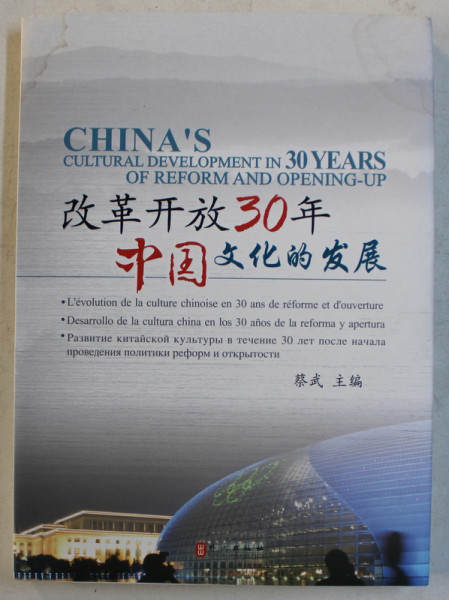 CHINA'S
CULTURAL DEVELOPMENT IN 30 YEARS
OF REFORM AND OPENING-UP
改革开放30年
中国文化的发展
•L'évolution de la culture chinoise en 30 ans de réforme et d'ouverture
•Desarrollo de la cultura china en los 30 años de la reforma y apertura
•Развитие китайской культуры в течение 30 лет после начала
проведения политики реформ и открытости
蔡武 主编